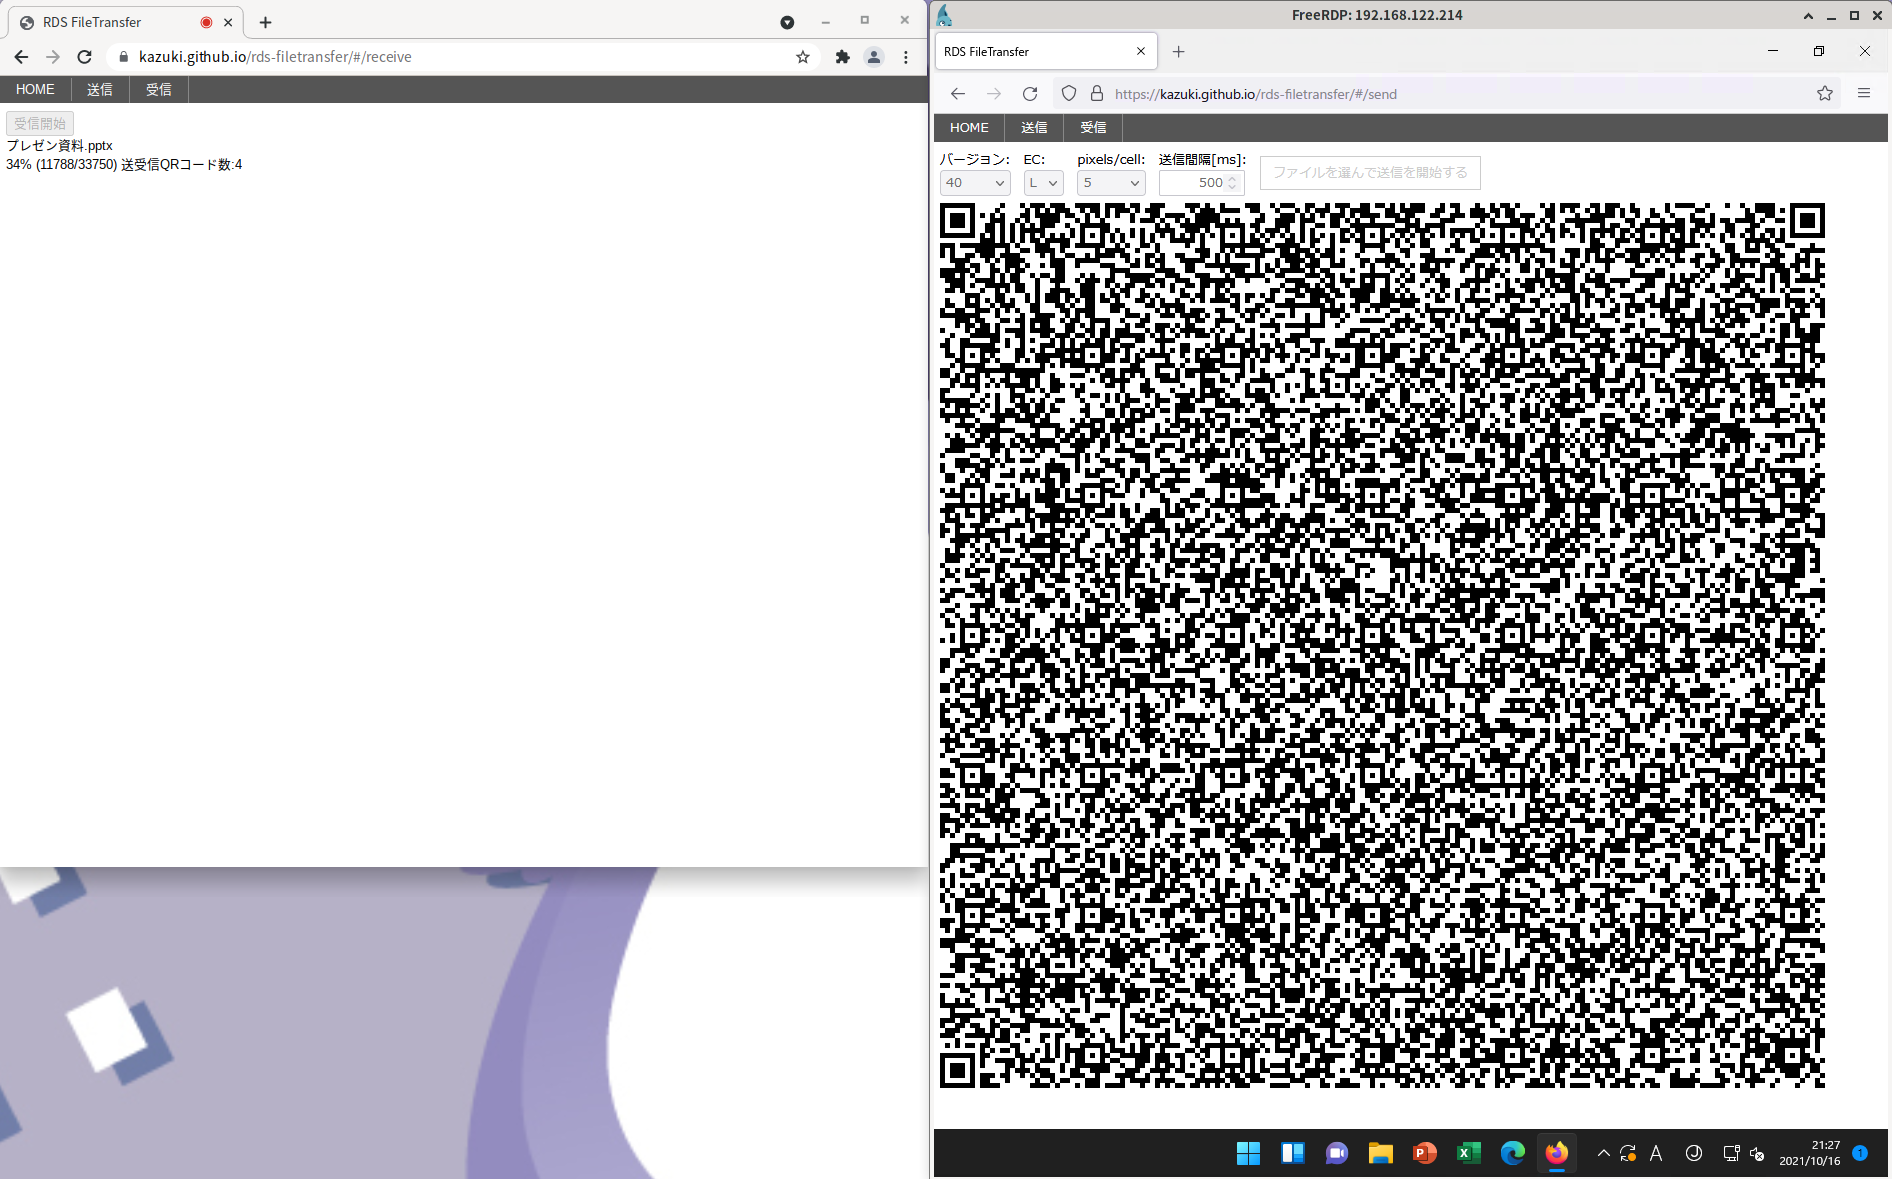 RDS FileTransfer
kazuki.github.io/rds-filetransfer/#/receive
HOME 送信 受信
受信開始
プレゼン資料.pptx
34% (11788/33750) 送受信QRコード数:4
FreeRDP: 192.168.122.214
RDS FileTransfer
https://kazuki.github.io/rds-filetransfer/#/send
HOME 送信 受信
バージョン: EC: pixels/cell: 送信間隔[ms]:
40 L 5 500 ファイルを選んで送信を開始する
A
21:27
2021/10/16
1